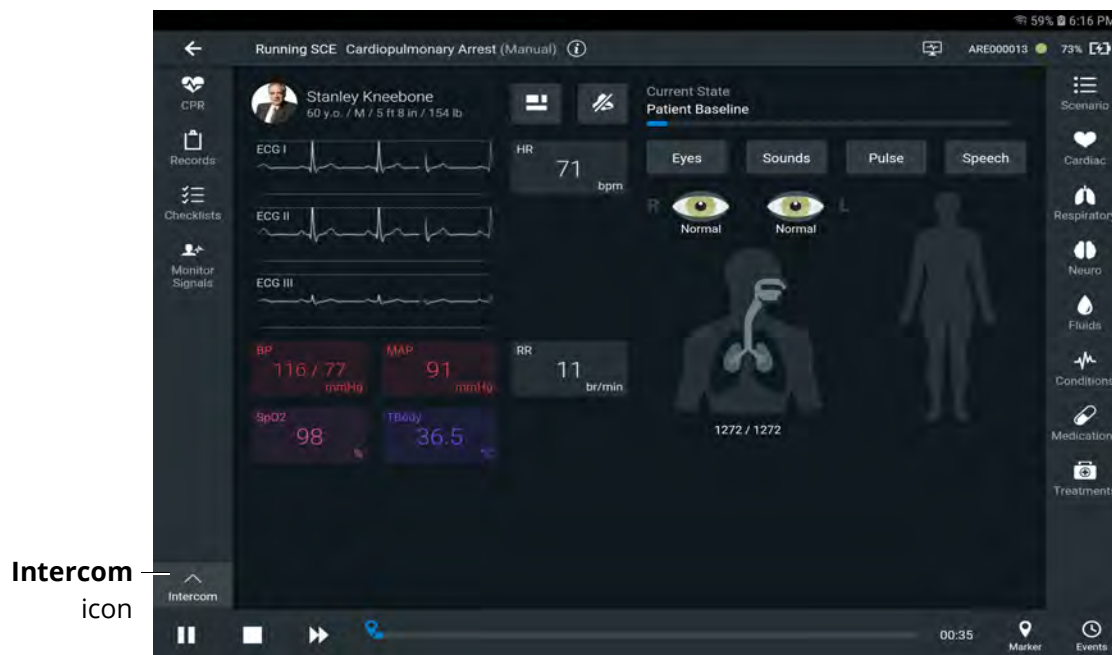 59% 6:16 PM
Running SCE Cardiopulmonary Arrest (Manual) i
ARE000013 73%
CPR
Records
Checklists
Monitor
Signals
Stanley Kneebone
60 y.o. / M / 5 ft 8 in / 154 lb
ECG I
ECG II
ECG III
HR
71
bpm
BP
116 / 77
mmHg
MAP
91
mmHg
RR
11
br/min
SpO2
98
%
TBody
36.5
°C
Current State
Patient Baseline
Eyes
Sounds
Pulse
Speech
R
L
Normal
Normal
1272 / 1272
Scenario
Cardiac
Respiratory
Neuro
Fluids
Conditions
Medication
Treatments
Intercom
icon
Intercom
00:35
Marker
Events